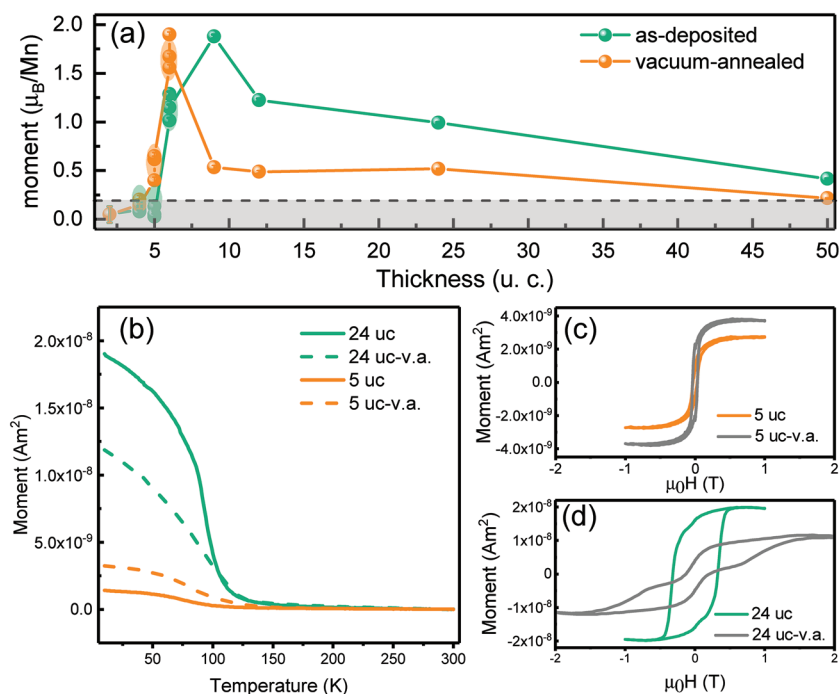 (a)
as-deposited
vacuum-annealed
moment (μB/Mn)
2.0
1.5
1.0
0.5
0.0
5 10 15 20 25 30 35 40 45 50
Thickness (u. c.)
(b)
24 uc
24 uc-v.a.
5 uc
5 uc-v.a.
Moment (Am²)
2.0x10⁻⁸
1.5x10⁻⁸
1.0x10⁻⁸
5.0x10⁻⁹
0.0
50 100 150 200 250 300
Temperature (K)
(c)
Moment (Am²)
4.0x10⁻⁹
2.0x10⁻⁹
0.0
-2.0x10⁻⁹
-4.0x10⁻⁹
5 uc
5 uc-v.a.
-2 -1 0 1 2
μ0H (T)
(d)
Moment (Am²)
2x10⁻⁸
1x10⁻⁸
0
-1x10⁻⁸
-2x10⁻⁸
24 uc
24 uc-v.a.
-1 0 1 2
μ0H (T)